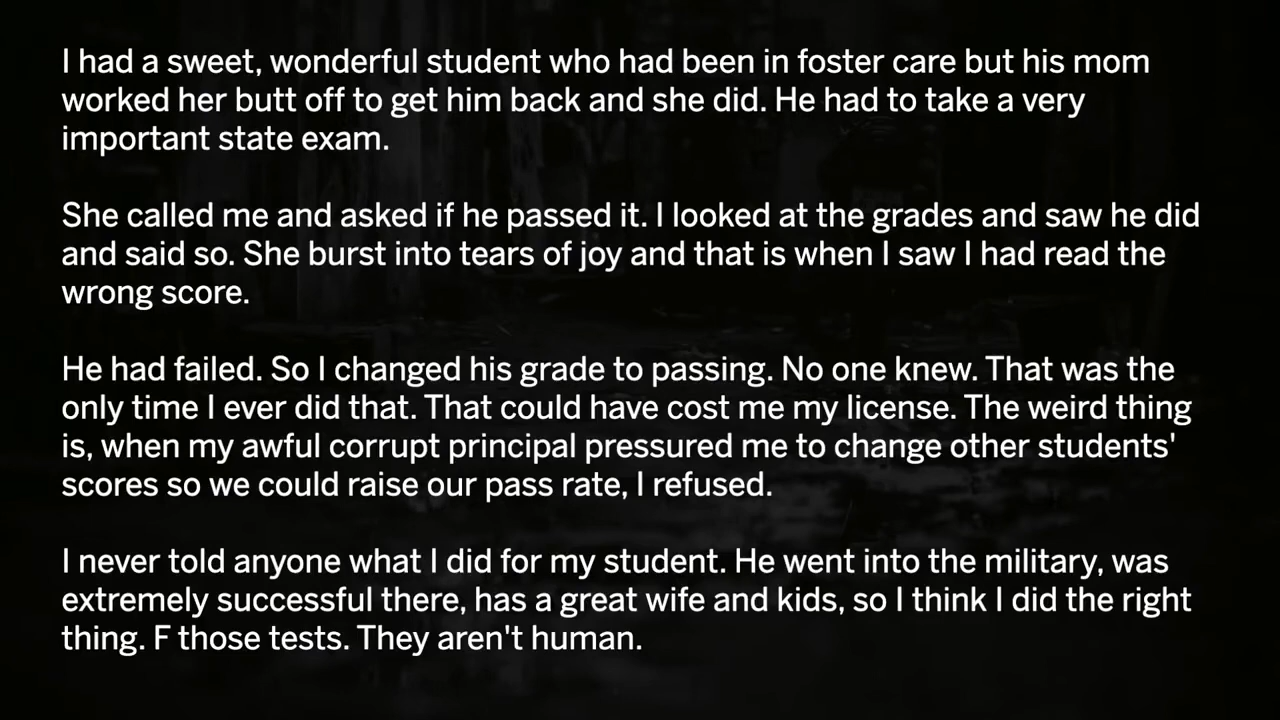 I had a sweet, wonderful student who had been in foster care but his mom
worked her butt off to get him back and she did. He had to take a very
important state exam.
She called me and asked if he passed it. I looked at the grades and saw he did
and said so. She burst into tears of joy and that is when I saw I had read the
wrong score.
He had failed. So I changed his grade to passing. No one knew. That was the
only time I ever did that. That could have cost me my license. The weird thing
is, when my awful corrupt principal pressured me to change other students'
scores so we could raise our pass rate, I refused.
I never told anyone what I did for my student. He went into the military, was
extremely successful there, has a great wife and kids, so I think I did the right
thing. F those tests. They aren't human.